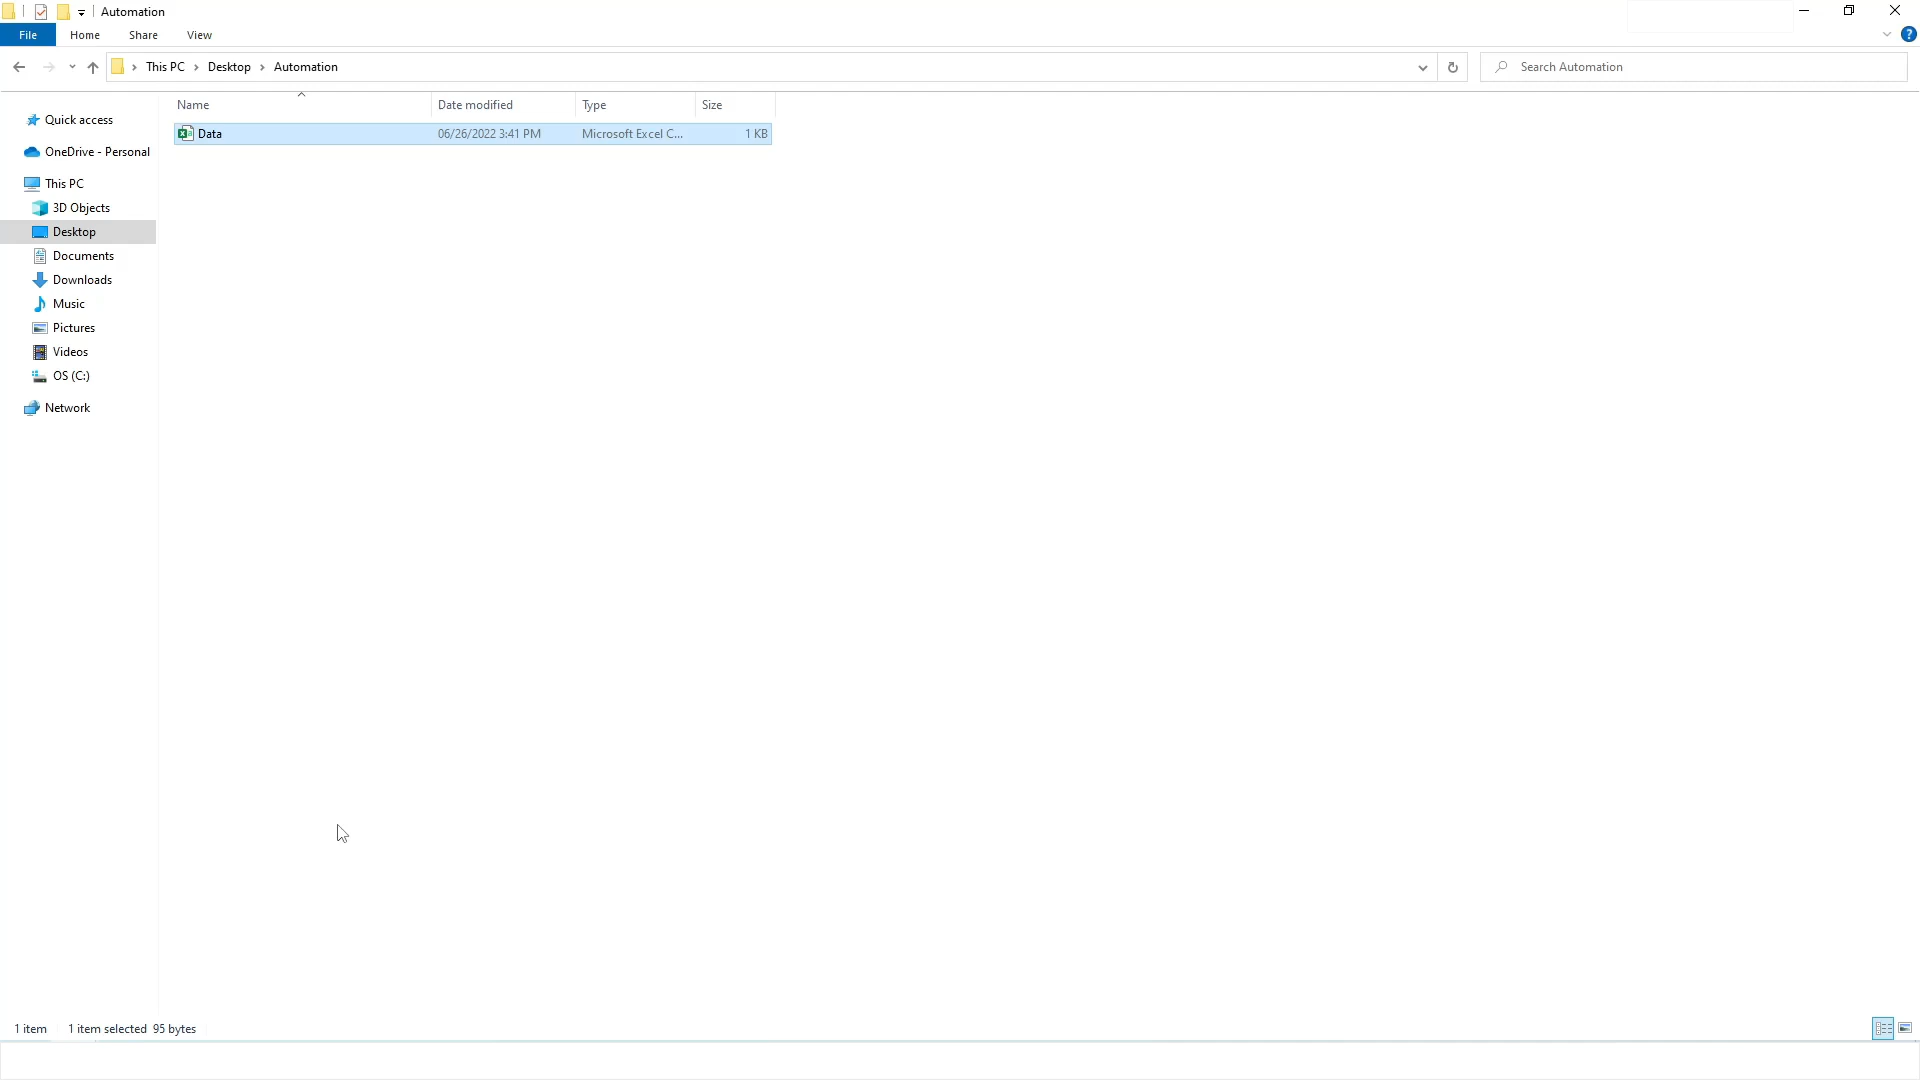 Automation
File Home Share View
?
This PC › Desktop › Automation
Search Automation
Name Date modified Type Size
Data 06/26/2022 3:41 PM Microsoft Excel C... 1 KB
Quick access
OneDrive - Personal
This PC
3D Objects
Desktop
Documents
Downloads
Music
Pictures
Videos
OS (C:)
Network
1 item 1 item selected 95 bytes